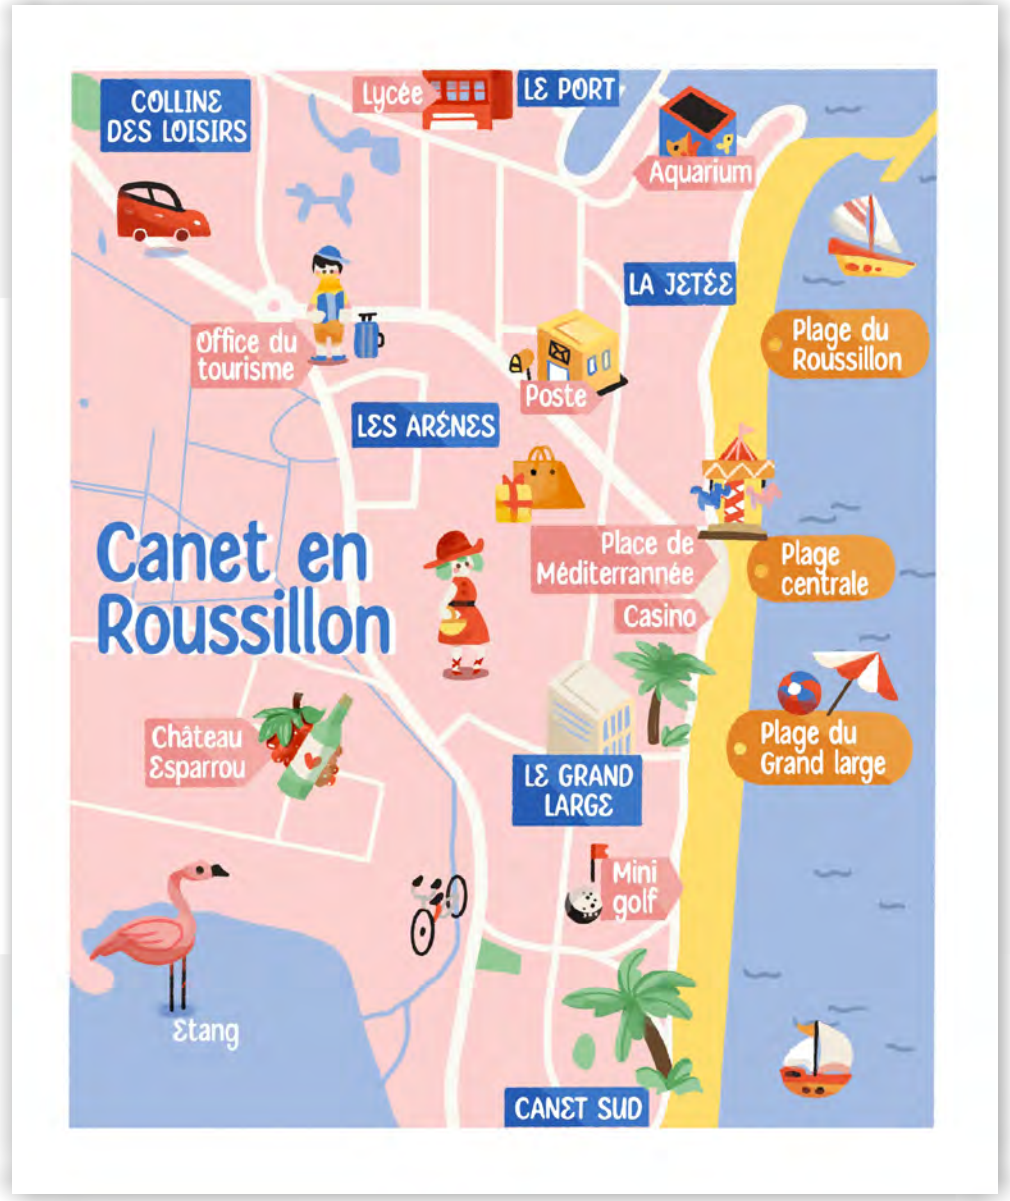 COLLINE
DES LOISIRS
Lycée
LE PORT
Aquarium
LA JETÉE
Plage du
Roussillon
Office du
tourisme
Poste
LES ARÉNES
Canet en
Roussillon
Place de
Méditerrannée
Casino
Plage
centrale
Château
Esparrou
LE GRAND
LARGE
Plage du
Grand large
Mini
golf
Etang
CANET SUD